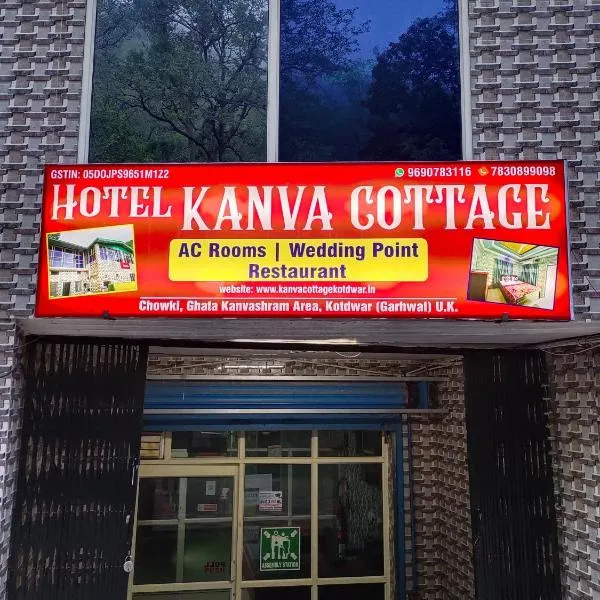 GSTIN: 05DOJPS9651M1Z2
9690783116 7830899098
HOTEL KANVA COTTAGE
AC Rooms | Wedding Point
Restaurant
website: www.kanvacottagekotdwar.in
Chowki, Ghata Kanvashram Area, Kotdwar (Garhwal) U.K.
ASSEMBLY STATION